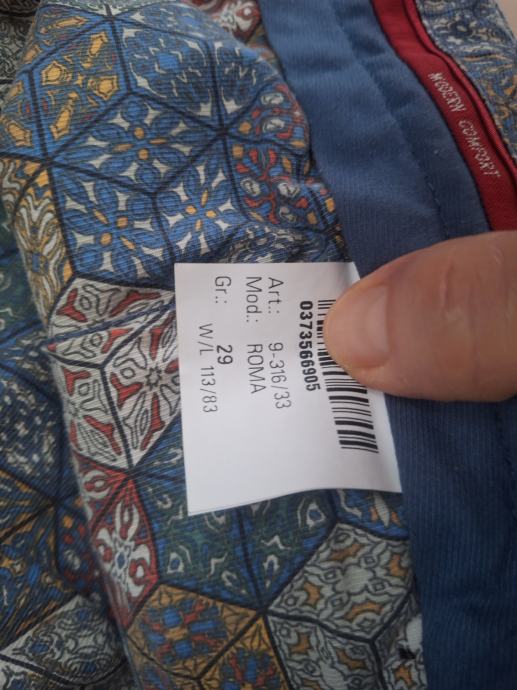 MODERN COMFORT
0373566905
Art.: 9-316/33
Mod.: ROMA
Gr.: 29
W/L 113/83